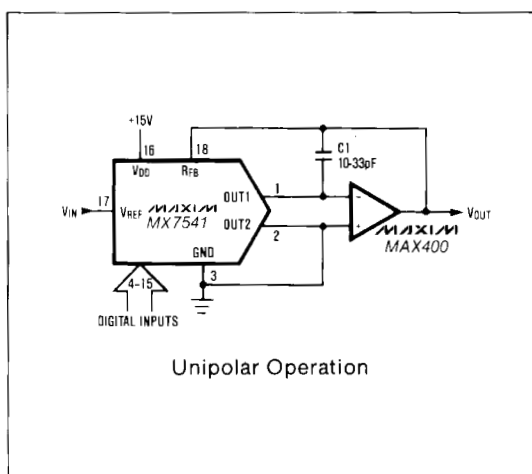 +15V
16
18
VDD
RFB
C1
10-33pF
OUT1
1
17
VIN
VREF
MAXIM
MX7541
OUT2
2
−
+
VOUT
MAXIM
MAX400
GND
3
4-15
DIGITAL INPUTS
Unipolar Operation